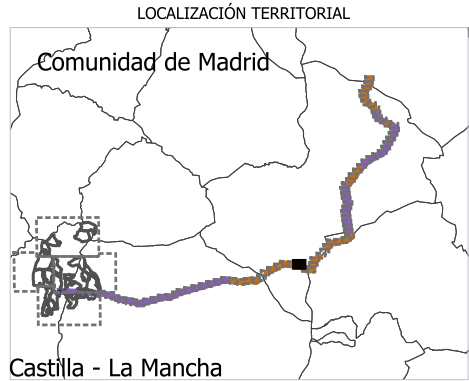 LOCALIZACIÓN TERRITORIAL
Comunidad de Madrid
Castilla - La Mancha